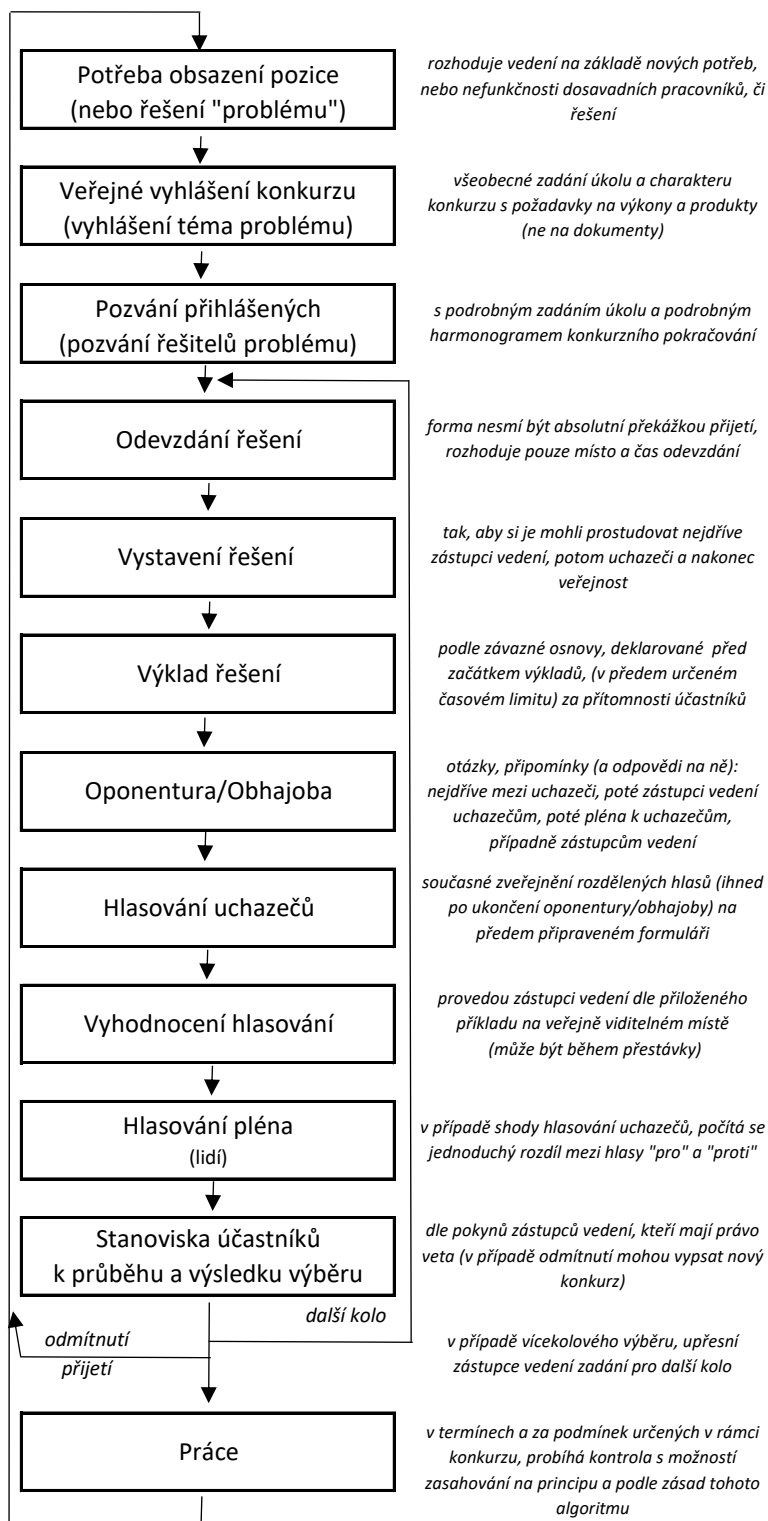 Potřeba obsazení pozice
(nebo řešení "problému")
rozhoduje vedení na základě nových potřeb,
nebo nefunkčnosti dosavadních pracovníků, či
řešení
Veřejné vyhlášení konkurzu
(vyhlášení téma problému)
všeobecné zadání úkolu a charakteru
konkurzu s požadavky na výkony a produkty
(ne na dokumenty)
Pozvání přihlášených
(pozvání řešitelů problému)
s podrobným zadáním úkolu a podrobným
harmonogramem konkurzního pokračování
Odevzdání řešení
forma nesmí být absolutní překážkou přijetí,
rozhoduje pouze místo a čas odevzdání
Vystavení řešení
tak, aby si je mohli prostudovat nejdříve
zástupci vedení, potom uchazeči a nakonec
veřejnost
Výklad řešení
podle závazné osnovy, deklarované před
začátkem výkladů, (v předem určeném
časovém limitu) za přítomnosti účastníků
Oponentura/Obhajoba
otázky, připomínky (a odpovědi na ně):
nejdříve mezi uchazeči, poté zástupci vedení
uchazečům, poté pléna k uchazečům,
případně zástupcům vedení
Hlasování uchazečů
současné zveřejnění rozdělených hlasů (ihned
po ukončení oponentury/obhajoby) na
předem připraveném formuláři
Vyhodnocení hlasování
provedou zástupci vedení dle přiloženého
příkladu na veřejně viditelném místě
(může být během přestávky)
Hlasování pléna
(lidí)
v případě shody hlasování uchazečů, počítá se
jednoduchý rozdíl mezi hlasy "pro" a "proti"
Stanoviska účastníků
k průběhu a výsledku výběru
dle pokynů zástupců vedení, kteří mají právo
veta (v případě odmítnutí mohou vypsat nový
konkurz)
další kolo
odmítnutí
přijetí
v případě vícekolového výběru, upřesní
zástupce vedení zadání pro další kolo
Práce
v termínech a za podmínek určených v rámci
konkurzu, probíhá kontrola s možností
zasahování na principu a podle zásad tohoto
algoritmu